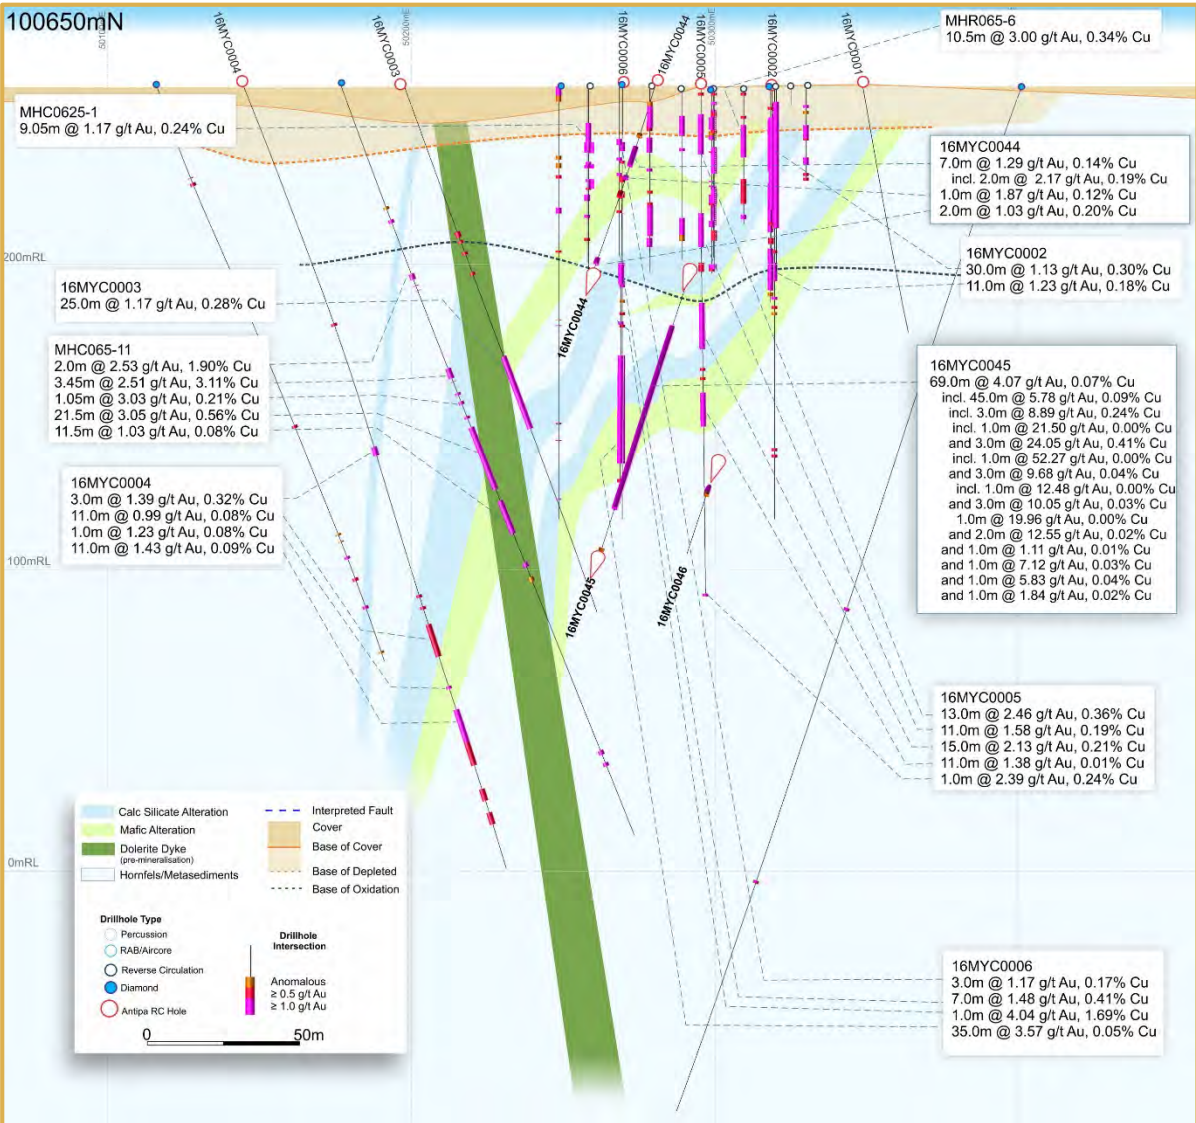 100650mN
5010
50200mE
50300mE
16MYC0004
16MYC0003
16MYC0006
16MYC0044
16MYC0005
16MYC0002
16MYC0001
MHR065-6
10.5m @ 3.00 g/t Au, 0.34% Cu
MHC0625-1
9.05m @ 1.17 g/t Au, 0.24% Cu
16MYC0044
7.0m @ 1.29 g/t Au, 0.14% Cu
incl. 2.0m @ 2.17 g/t Au, 0.19% Cu
1.0m @ 1.87 g/t Au, 0.12% Cu
2.0m @ 1.03 g/t Au, 0.20% Cu
200mRL
16MYC0002
30.0m @ 1.13 g/t Au, 0.30% Cu
11.0m @ 1.23 g/t Au, 0.18% Cu
16MYC0003
25.0m @ 1.17 g/t Au, 0.28% Cu
16MYC0044
MHC065-11
2.0m @ 2.53 g/t Au, 1.90% Cu
3.45m @ 2.51 g/t Au, 3.11% Cu
1.05m @ 3.03 g/t Au, 0.21% Cu
21.5m @ 3.05 g/t Au, 0.56% Cu
11.5m @ 1.03 g/t Au, 0.08% Cu
16MYC0045
69.0m @ 4.07 g/t Au, 0.07% Cu
incl. 45.0m @ 5.78 g/t Au, 0.09% Cu
incl. 3.0m @ 8.89 g/t Au, 0.24% Cu
incl. 1.0m @ 21.50 g/t Au, 0.00% Cu
and 3.0m @ 24.05 g/t Au, 0.41% Cu
incl. 1.0m @ 52.27 g/t Au, 0.00% Cu
and 3.0m @ 9.68 g/t Au, 0.04% Cu
incl. 1.0m @ 12.48 g/t Au, 0.00% Cu
and 3.0m @ 10.05 g/t Au, 0.03% Cu
1.0m @ 19.96 g/t Au, 0.00% Cu
and 2.0m @ 12.55 g/t Au, 0.02% Cu
and 1.0m @ 1.11 g/t Au, 0.01% Cu
and 1.0m @ 7.12 g/t Au, 0.03% Cu
and 1.0m @ 5.83 g/t Au, 0.04% Cu
and 1.0m @ 1.84 g/t Au, 0.02% Cu
16MYC0004
3.0m @ 1.39 g/t Au, 0.32% Cu
11.0m @ 0.99 g/t Au, 0.08% Cu
1.0m @ 1.23 g/t Au, 0.08% Cu
11.0m @ 1.43 g/t Au, 0.09% Cu
100mRL
16MYC0045
16MYC0046
16MYC0005
13.0m @ 2.46 g/t Au, 0.36% Cu
11.0m @ 1.58 g/t Au, 0.19% Cu
15.0m @ 2.13 g/t Au, 0.21% Cu
11.0m @ 1.38 g/t Au, 0.01% Cu
1.0m @ 2.39 g/t Au, 0.24% Cu
0mRL
Calc Silicate Alteration
Mafic Alteration
Dolerite Dyke
(pre-mineralisation)
Hornfels/Metasediments
Interpreted Fault
Cover
Base of Cover
Base of Depleted
Base of Oxidation
Drillhole Type
Percussion
RAB/Aircore
Reverse Circulation
Diamond
Antipa RC Hole
Drillhole
Intersection
Anomalous
≥ 0.5 g/t Au
≥ 1.0 g/t Au
0 50m
16MYC0006
3.0m @ 1.17 g/t Au, 0.17% Cu
7.0m @ 1.48 g/t Au, 0.41% Cu
1.0m @ 4.04 g/t Au, 1.69% Cu
35.0m @ 3.57 g/t Au, 0.05% Cu